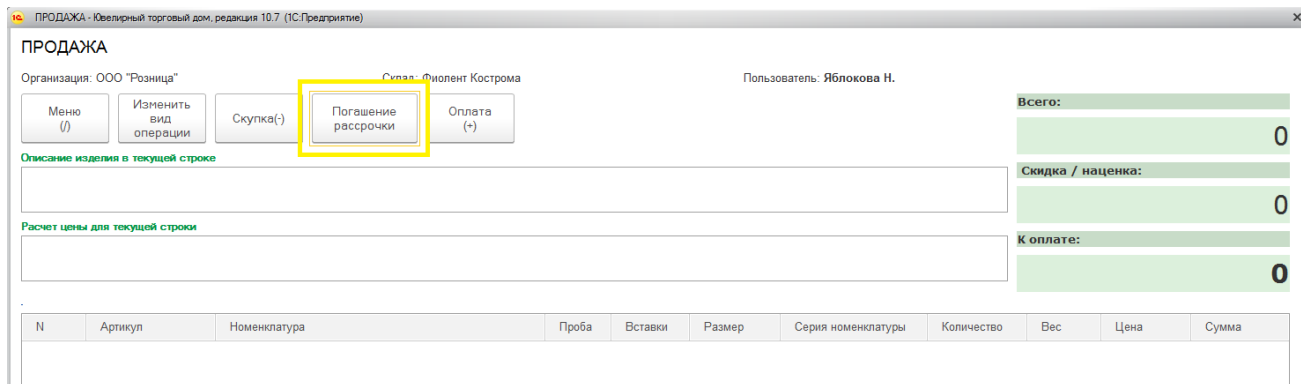 1С ПРОДАЖА - Ювелирный торговый дом, редакция 10.7 (1С:Предприятие)
ПРОДАЖА
Организация: ООО "Розница" Склад: Фиолент Кострома Пользователь: Яблокова Н.
Меню
(/)
Изменить
вид
операции
Скупка(-)
Погашение
рассрочки
Оплата
(+)
Всего:
0
Описание изделия в текущей строке
Скидка / наценка:
0
Расчет цены для текущей строки
К оплате:
0
N Артикул Номенклатура Проба Вставки Размер Серия номенклатуры Количество Вес Цена Сумма